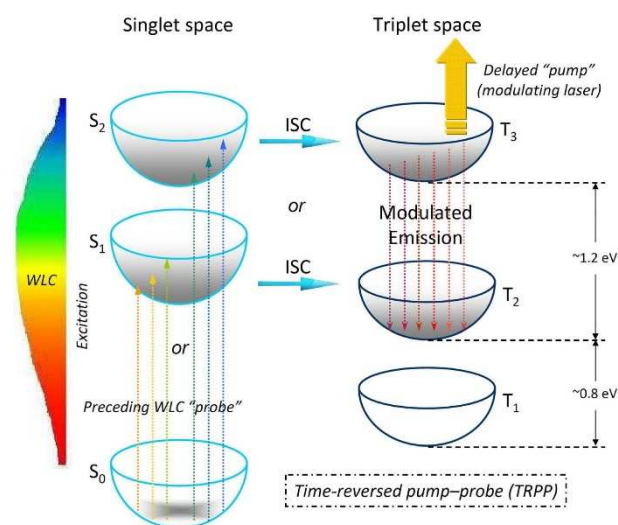 Singlet space
Triplet space
Delayed “pump”
(modulating laser)
S2
ISC
T3
or
Modulated
Emission
~1.2 eV
S1
WLC
ISC
T2
Excitation
or
T1
~0.8 eV
Preceding WLC “probe”
S0
Time-reversed pump–probe (TRPP)